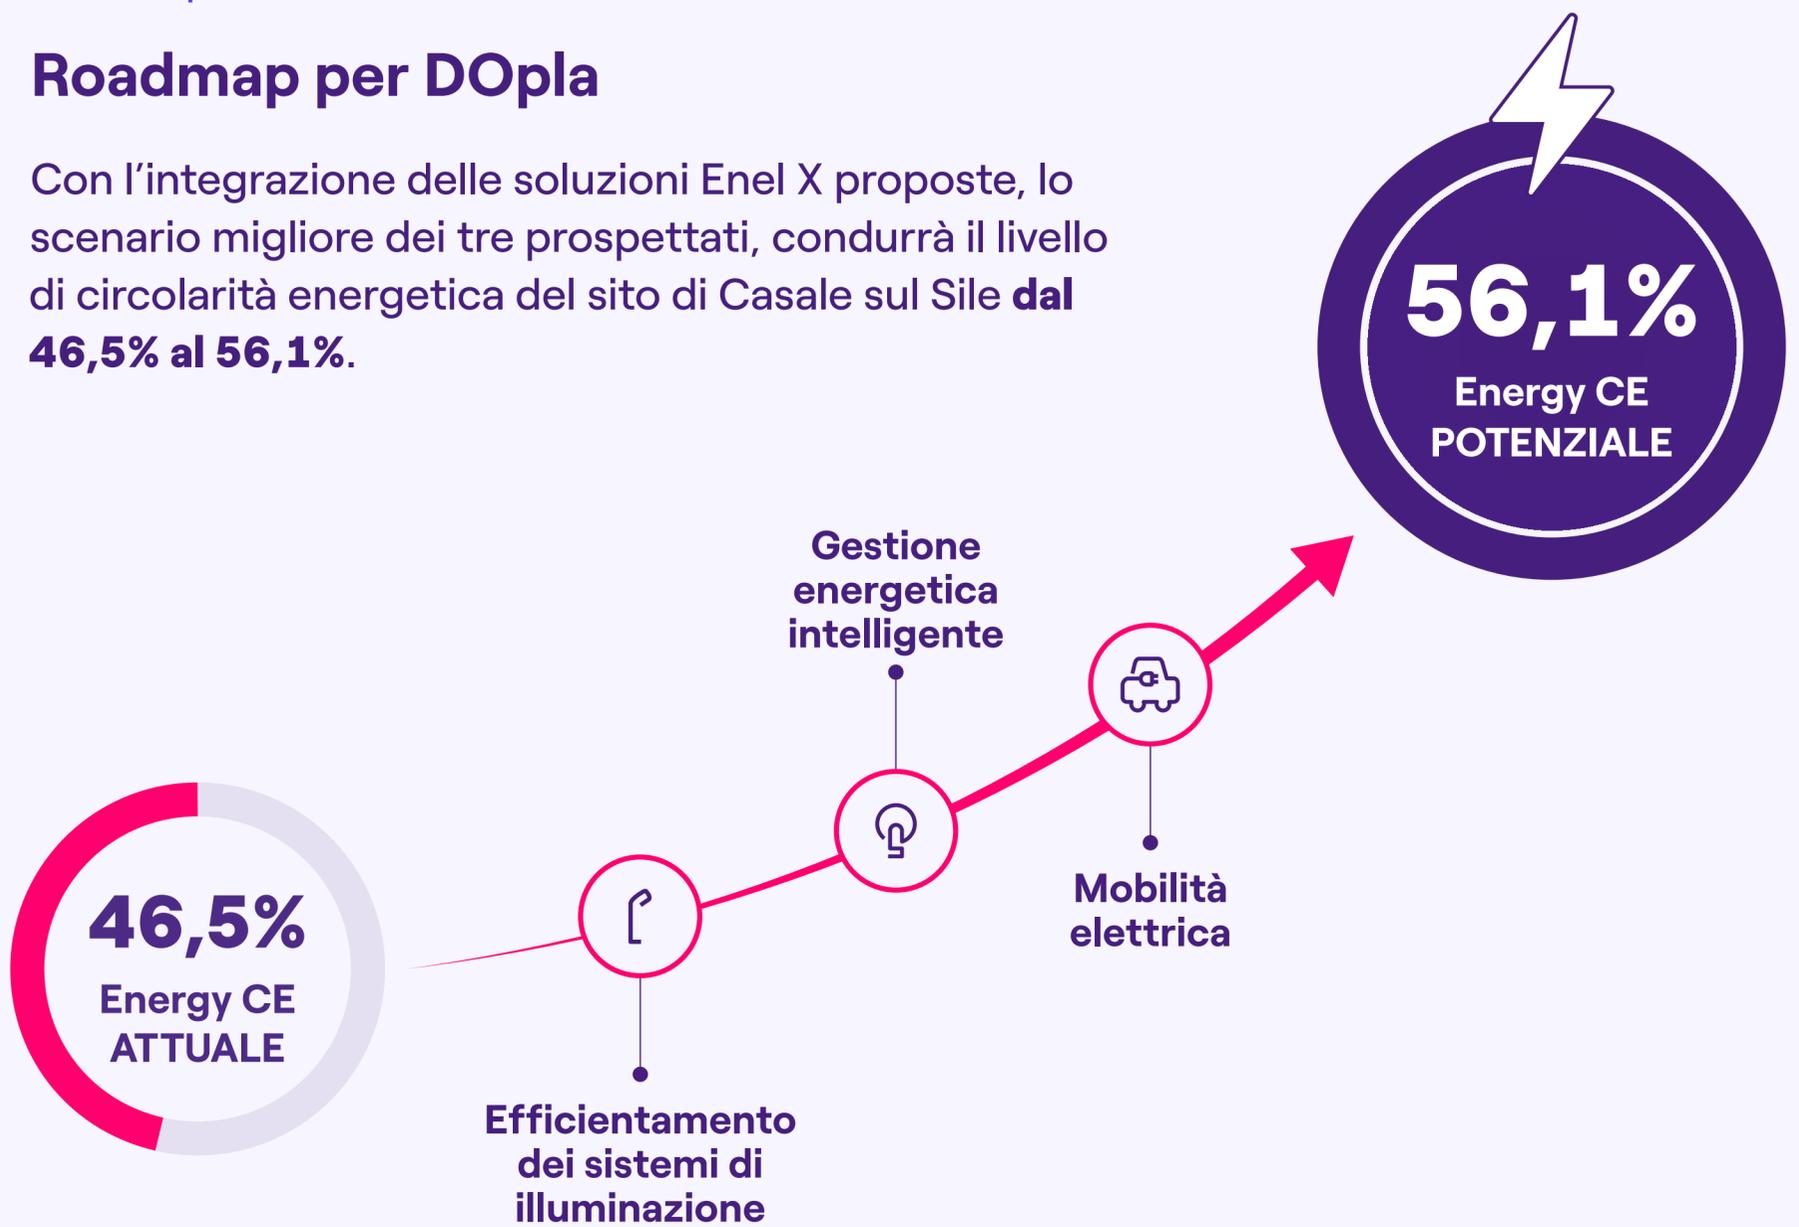 Roadmap per DOpla
Con l’integrazione delle soluzioni Enel X proposte, lo
scenario migliore dei tre prospettati, condurrà il livello
di circolarità energetica del sito di Casale sul Sile dal
46,5% al 56,1%.
56,1%
Energy CE
POTENZIALE
Gestione
energetica
intelligente
Mobilità
elettrica
46,5%
Energy CE
ATTUALE
Efficientamento
dei sistemi di
illuminazione